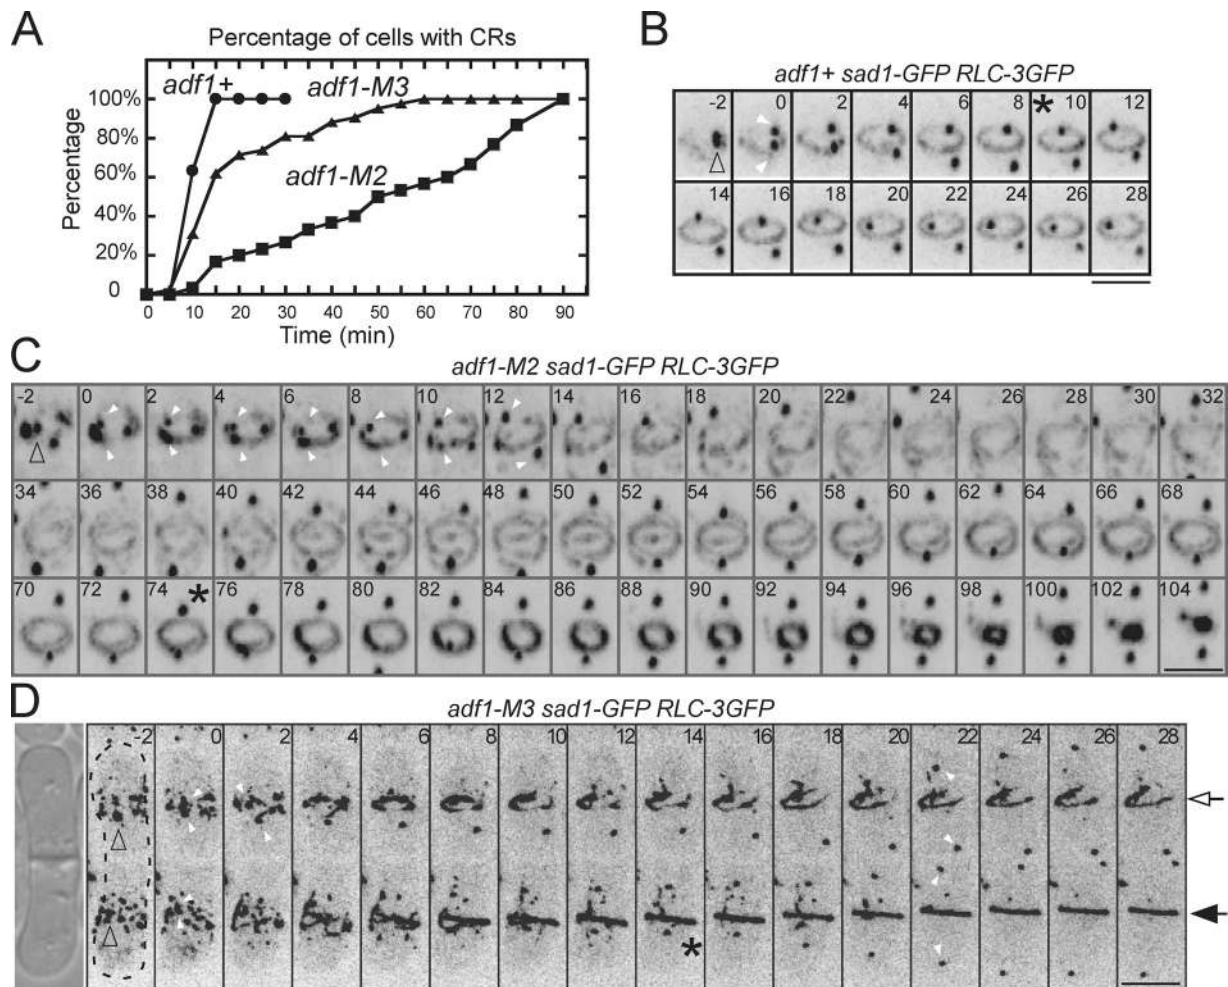 A
Percentage of cells with CRs
adf1+
adf1-M3
adf1-M2
100%
80%
60%
40%
20%
0
Percentage
0 10 20 30 40 50 60 70 80 90
Time (min)
B
adf1+ sad1-GFP RLC-3GFP
-2 0 2 4 6 8 * 10 12
14 16 18 20 22 24 26 28
C
adf1-M2 sad1-GFP RLC-3GFP
-2 0 2 4 6 8 10 12 14 16 18 20 22 24 26 28 30 32
34 36 38 40 42 44 46 48 50 52 54 56 58 60 62 64 66 68
70 72 74 * 76 78 80 82 84 86 88 90 92 94 96 98 100 102 104
D
adf1-M3 sad1-GFP RLC-3GFP
-2 0 2 4 6 8 10 12 14 16 18 20 22 24 26 28
*